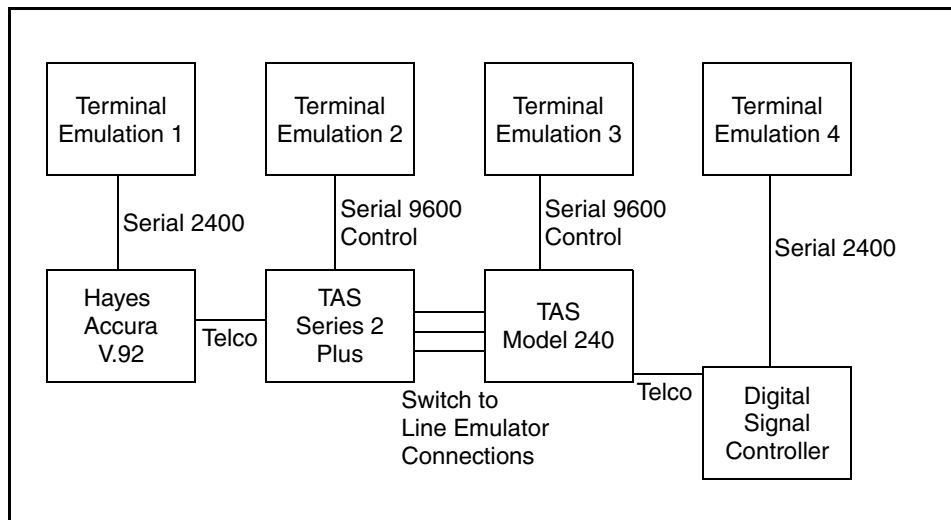 Terminal
Emulation 1
Terminal
Emulation 2
Terminal
Emulation 3
Terminal
Emulation 4
Serial 2400
Serial 9600
Control
Serial 9600
Control
Serial 2400
Hayes
Accura
V.92
Telco
TAS
Series 2
Plus
TAS
Model 240
Switch to
Line Emulator
Connections
Telco
Digital
Signal
Controller